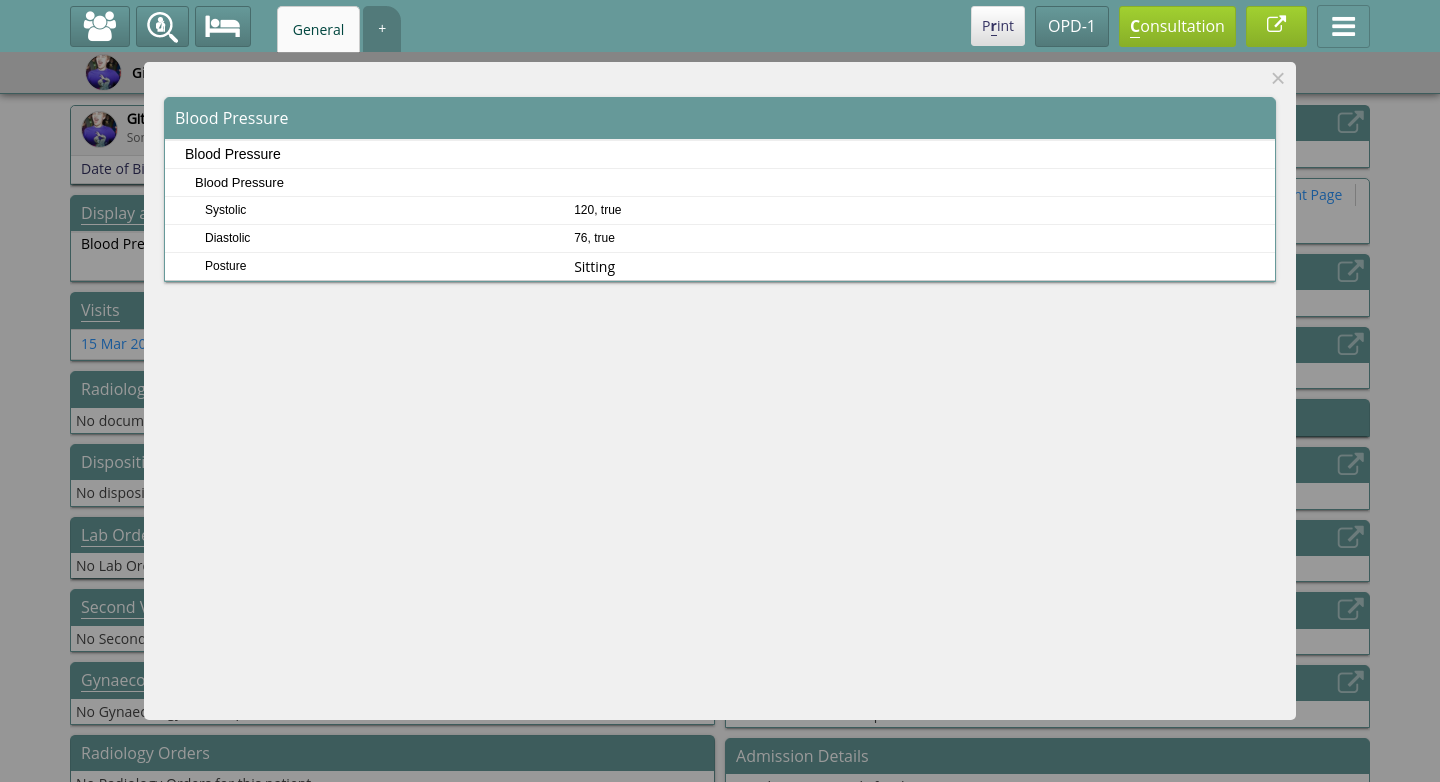 General
+
Print
OPD-1
Consultation
Gi
×
Blood Pressure
Blood Pressure
Blood Pressure
Systolic 120, true
Diastolic 76, true
Posture Sitting
Git
Son
Date of Bi
Display a
Blood Pre
Visits
15 Mar 20
Radiolog
No docum
Dispositi
No disposi
Lab Orde
No Lab Ord
Second V
No Second
Gynaeco
No Gynaec
Radiology Orders
No Radiology Orders for this patient
nt Page
Admission Details